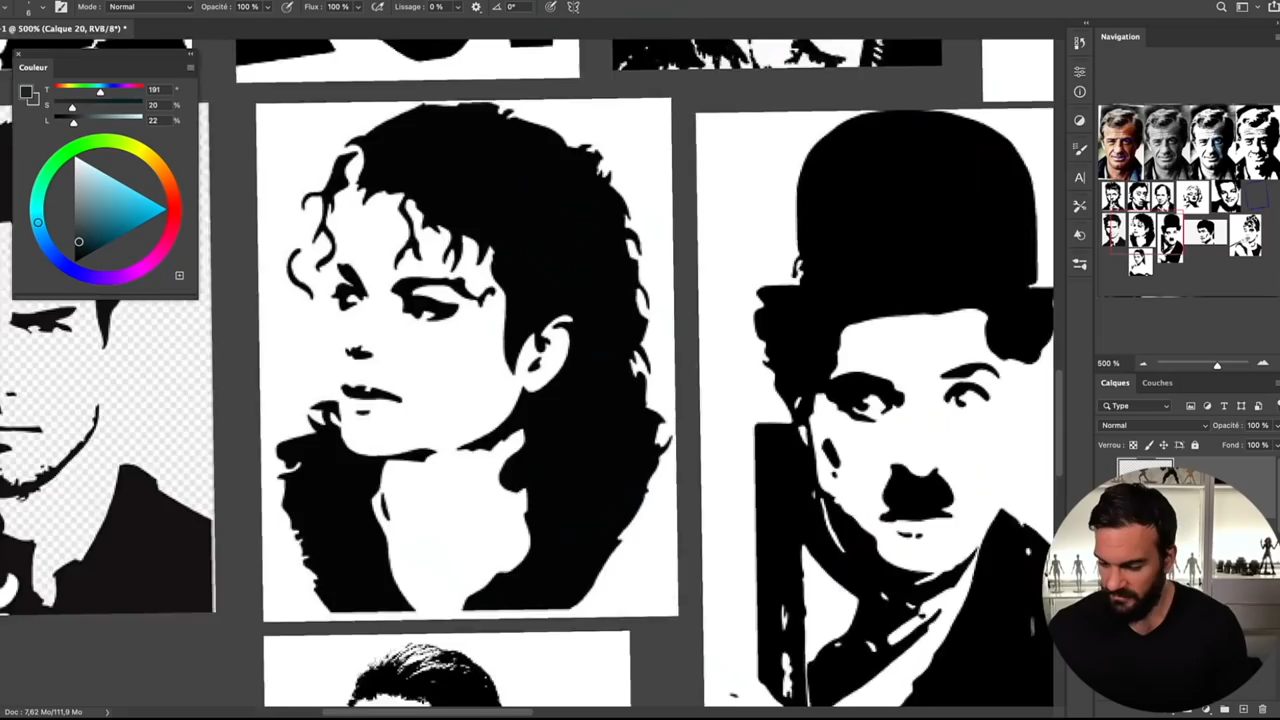 6
Mode : Normal
Opacité : 100 %
Flux : 100 %
Lissage : 0 %
0°
-1 @ 500% (Calque 20, RVB/8*) *
Couleur
T 191 °
S 20 %
L 22 %
Navigation
500 %
Calques Couches
Type
Normal Opacité : 100 %
Verrou : Fond : 100 %
Doc : 7,62 Mo/111,9 Mo